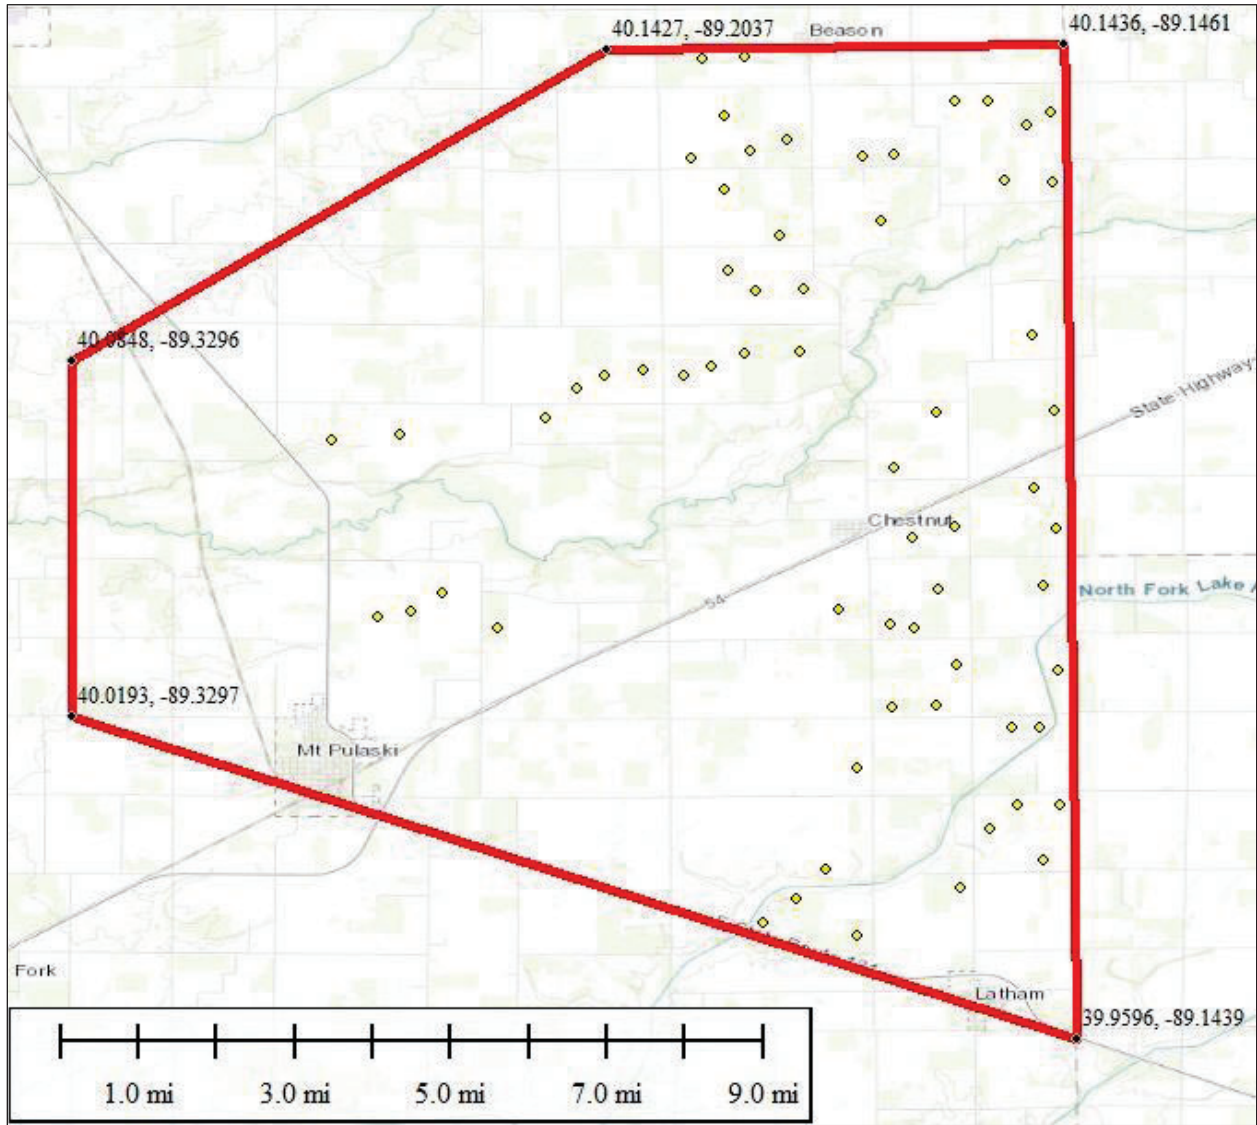 40.1427, -89.2037
Beason
40.1436, -89.1461
40.0848, -89.3296
State Highway
Chestnut
54
North Fork Lake
40.0193, -89.3297
Mt Pulaski
Fork
Latham
39.9596, -89.1439
1.0 mi 3.0 mi 5.0 mi 7.0 mi 9.0 mi